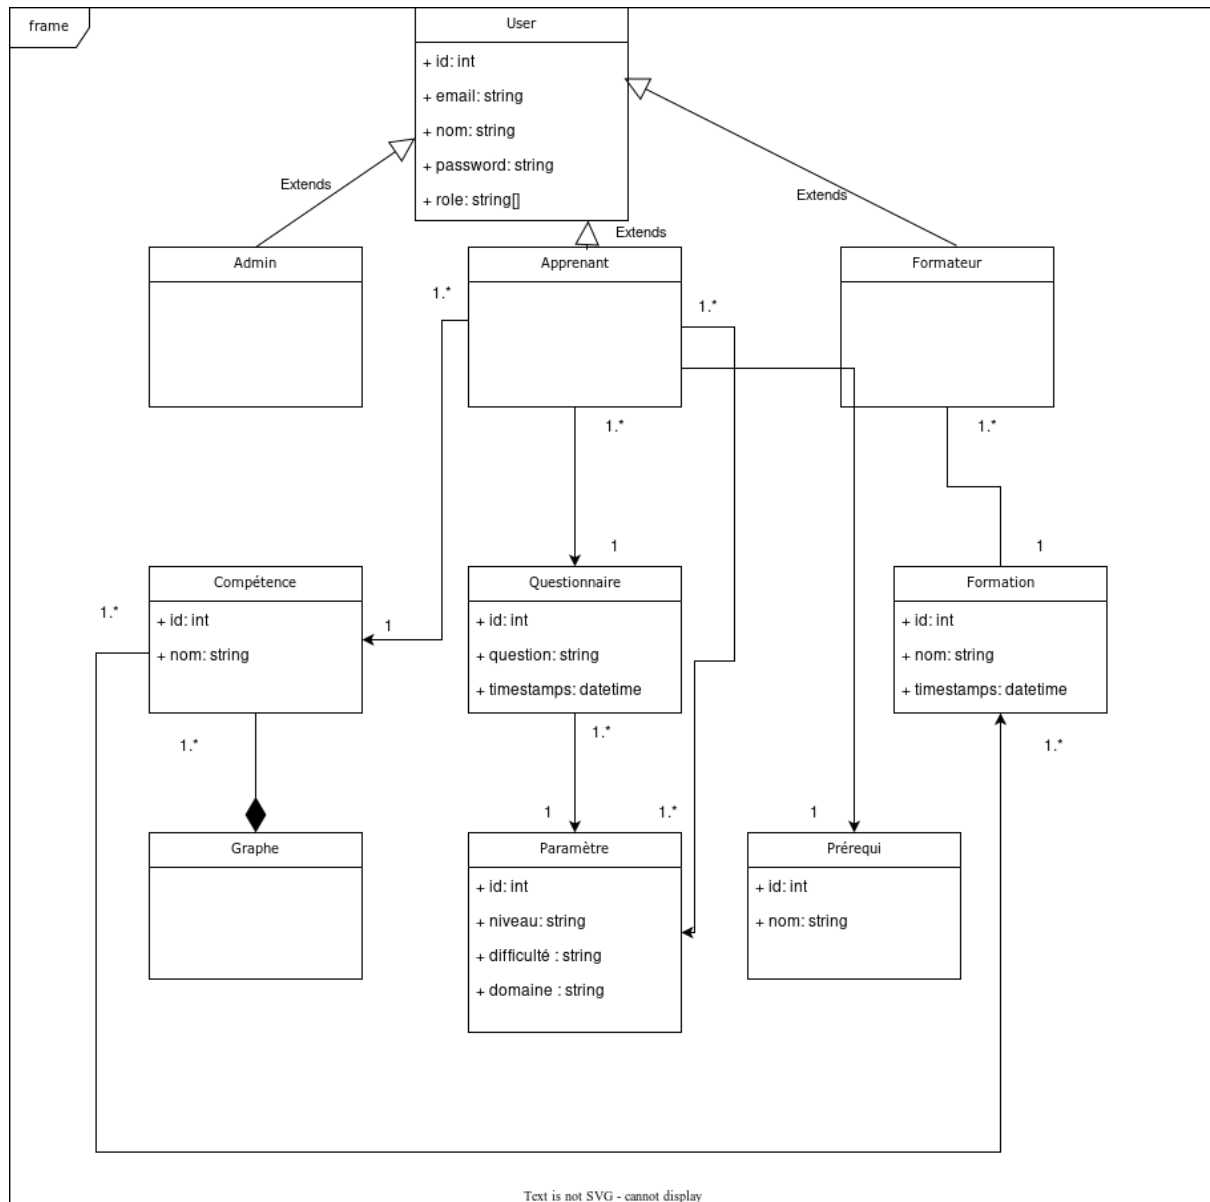 frame
User
+ id: int
+ email: string
+ nom: string
+ password: string
+ role: string[]
Extends
Extends
Extends
Admin
Apprenant
Formateur
1.*
1.*
1.*
1.*
1
1
Compétence
+ id: int
+ nom: string
Questionnaire
+ id: int
+ question: string
+ timestamps: datetime
Formation
+ id: int
+ nom: string
+ timestamps: datetime
1.*
1
1.*
1.*
1.*
1
1.*
1
Graphe
Paramètre
+ id: int
+ niveau: string
+ difficulté : string
+ domaine : string
Prérequi
+ id: int
+ nom: string
Text is not SVG - cannot display